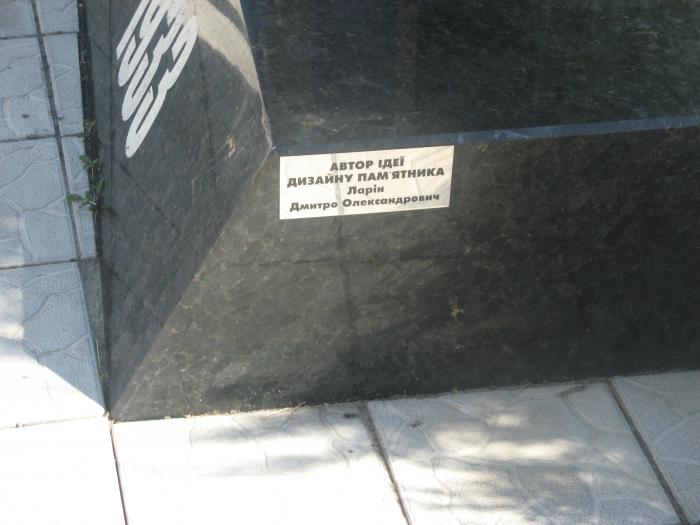 АВТОР ІДЕЇ
ДИЗАЙНУ ПАМ'ЯТНИКА
Ларін
Дмитро Олександрович